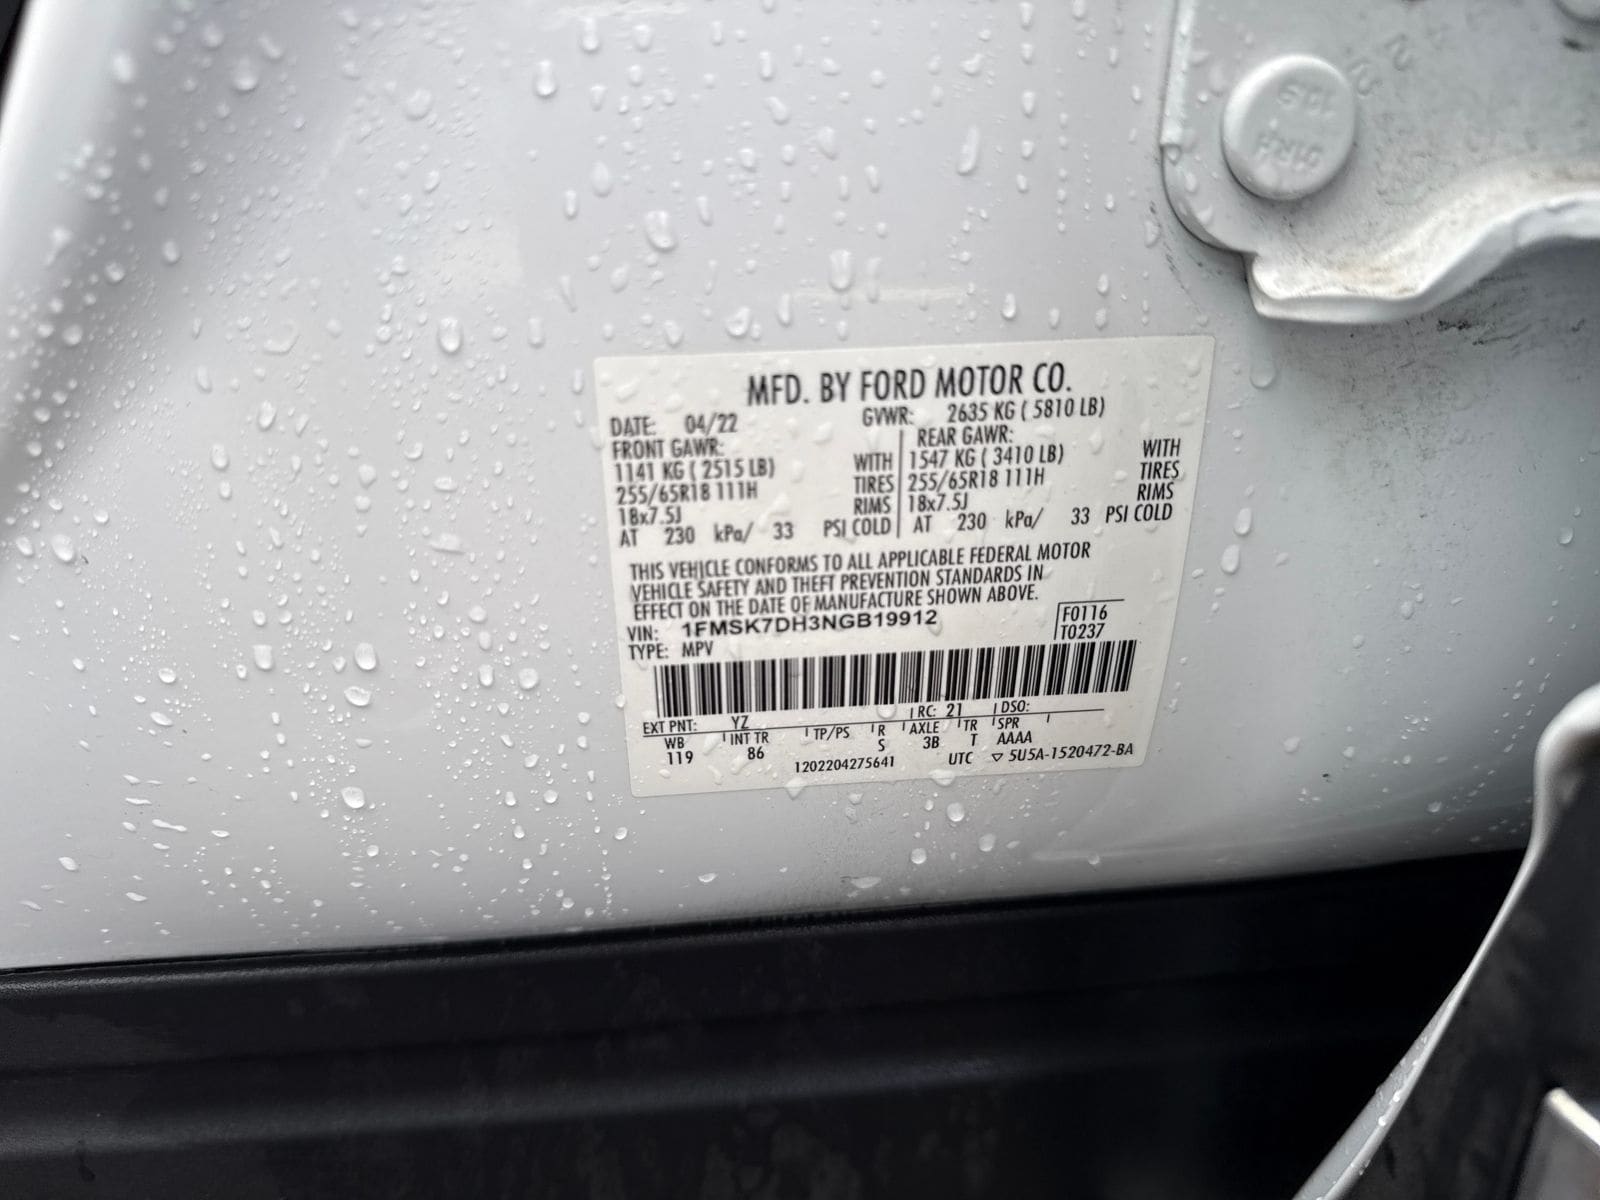 MFD. BY FORD MOTOR CO.
DATE: 04/22 GVWR: 2635 KG ( 5810 LB)
FRONT GAWR: REAR GAWR:
1141 KG ( 2515 LB) WITH 1547 KG ( 3410 LB) WITH
255/65R18 111H TIRES 255/65R18 111H TIRES
18x7.5J RIMS 18x7.5J RIMS
AT 230 kPa/ 33 PSI COLD AT 230 kPa/ 33 PSI COLD
THIS VEHICLE CONFORMS TO ALL APPLICABLE FEDERAL MOTOR
VEHICLE SAFETY AND THEFT PREVENTION STANDARDS IN
EFFECT ON THE DATE OF MANUFACTURE SHOWN ABOVE.
VIN: 1FMSK7DH3NGB19912 F0116
TYPE: MPV T0237
EXT PNT: YZ RC: 21 DSO:
WB INT TR TP/PS R AXLE TR SPR
119 86 S 3B T AAAA
1202204275641 UTC ▽ 5U5A-1520472-BA
10.9
01RH